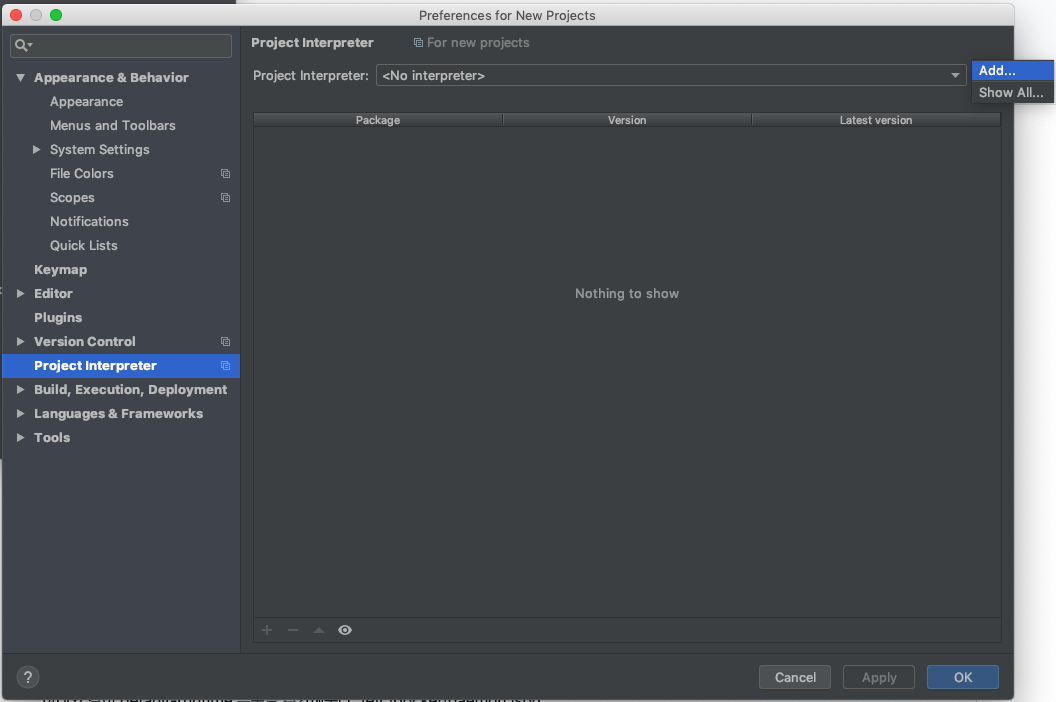 Preferences for New Projects
Appearance & Behavior
Appearance
Menus and Toolbars
System Settings
File Colors
Scopes
Notifications
Quick Lists
Keymap
Editor
Plugins
Version Control
Project Interpreter
Build, Execution, Deployment
Languages & Frameworks
Tools
Project Interpreter For new projects
Project Interpreter: <No interpreter>
Add...
Show All...
Package Version Latest version
Nothing to show
? Cancel Apply OK